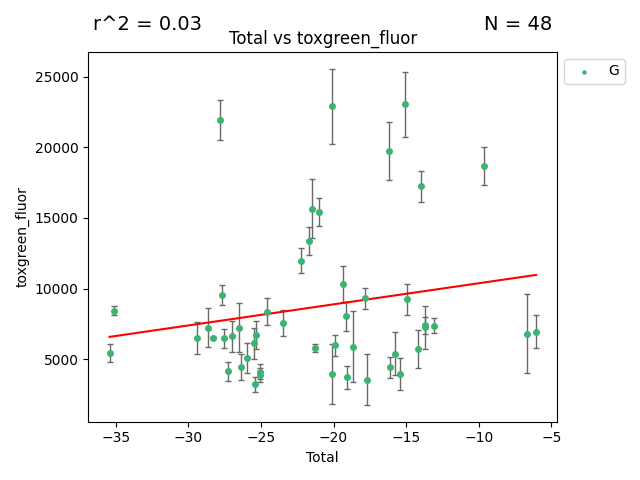 r^2 = 0.03
N = 48
Total vs toxgreen_fluor
G
25000
20000
15000
10000
5000
toxgreen_fluor
−35
−30
−25
−20
−15
−10
−5
Total